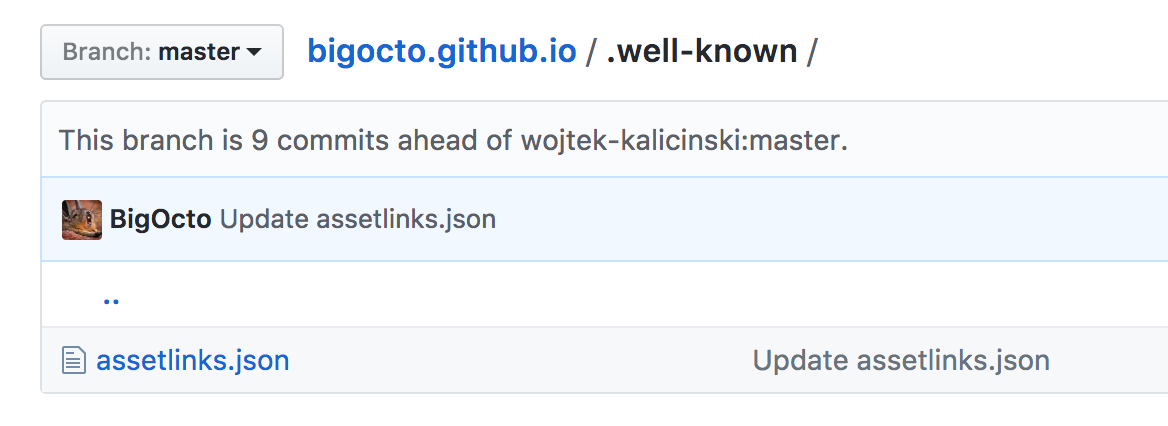 Branch: master bigocto.github.io / .well-known /
This branch is 9 commits ahead of wojtek-kalicinski:master.
BigOcto Update assetlinks.json
..
assetlinks.json Update assetlinks.json